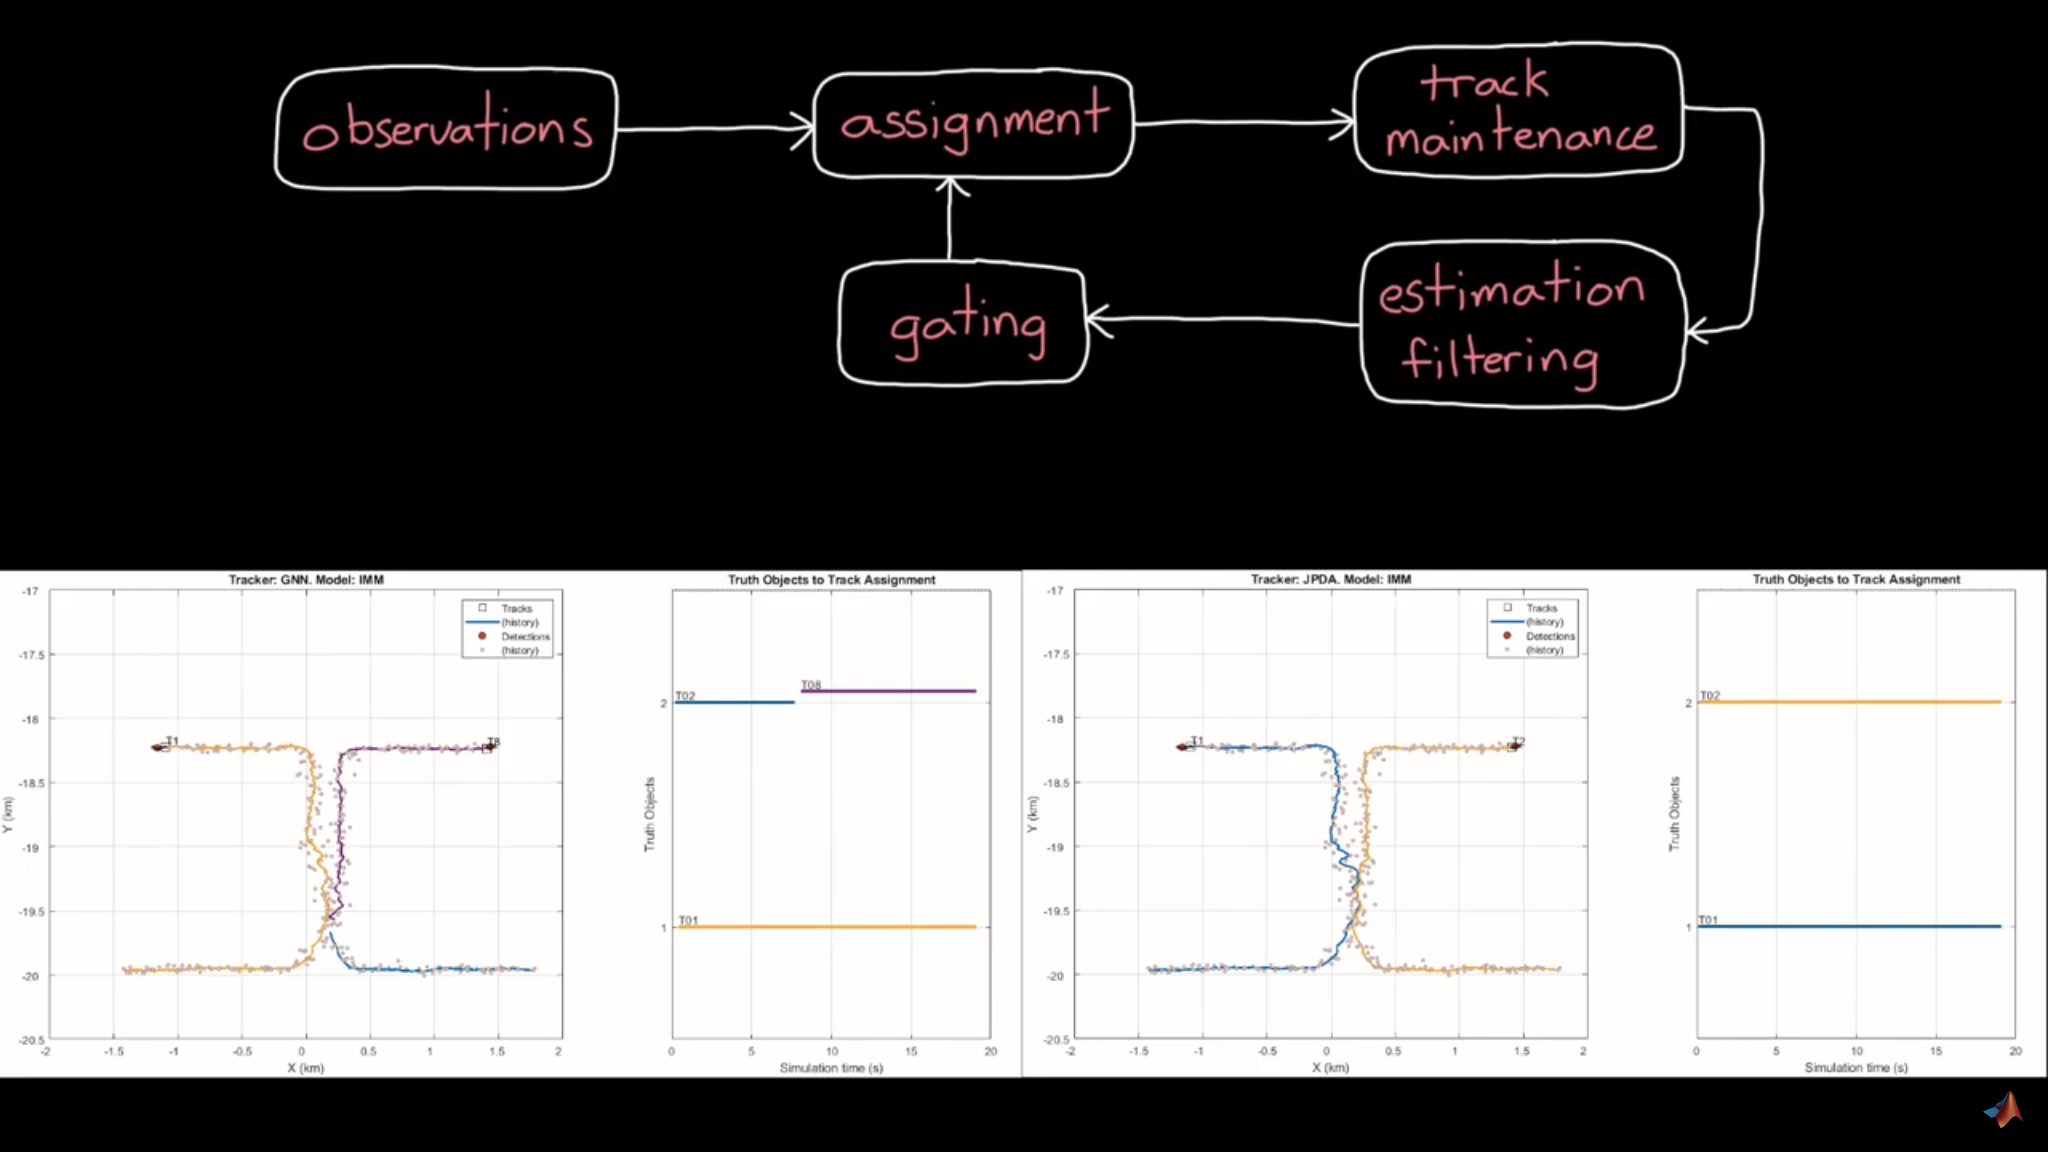 observations
assignment
track
maintenance
estimation
filtering
gating
Tracker: GNN. Model: IMM
Tracks
(history)
Detections
(history)
-17
-17.5
-18
-18.5
-19
-19.5
-20
-20.5
Y (km)
T1
T8
-2
-1.5
-1
-0.5
0
0.5
1
1.5
2
X (km)
Truth Objects to Track Assignment
T02
T08
2
T01
1
Truth Objects
0
5
10
15
20
Simulation time (s)
Tracker: JPDA. Model: IMM
Tracks
(history)
Detections
(history)
-17
-17.5
-18
-18.5
-19
-19.5
-20
-20.5
Y (km)
T1
T2
-2
-1.5
-1
-0.5
0
0.5
1
1.5
2
X (km)
Truth Objects to Track Assignment
T02
2
T01
1
Truth Objects
0
5
10
15
20
Simulation time (s)